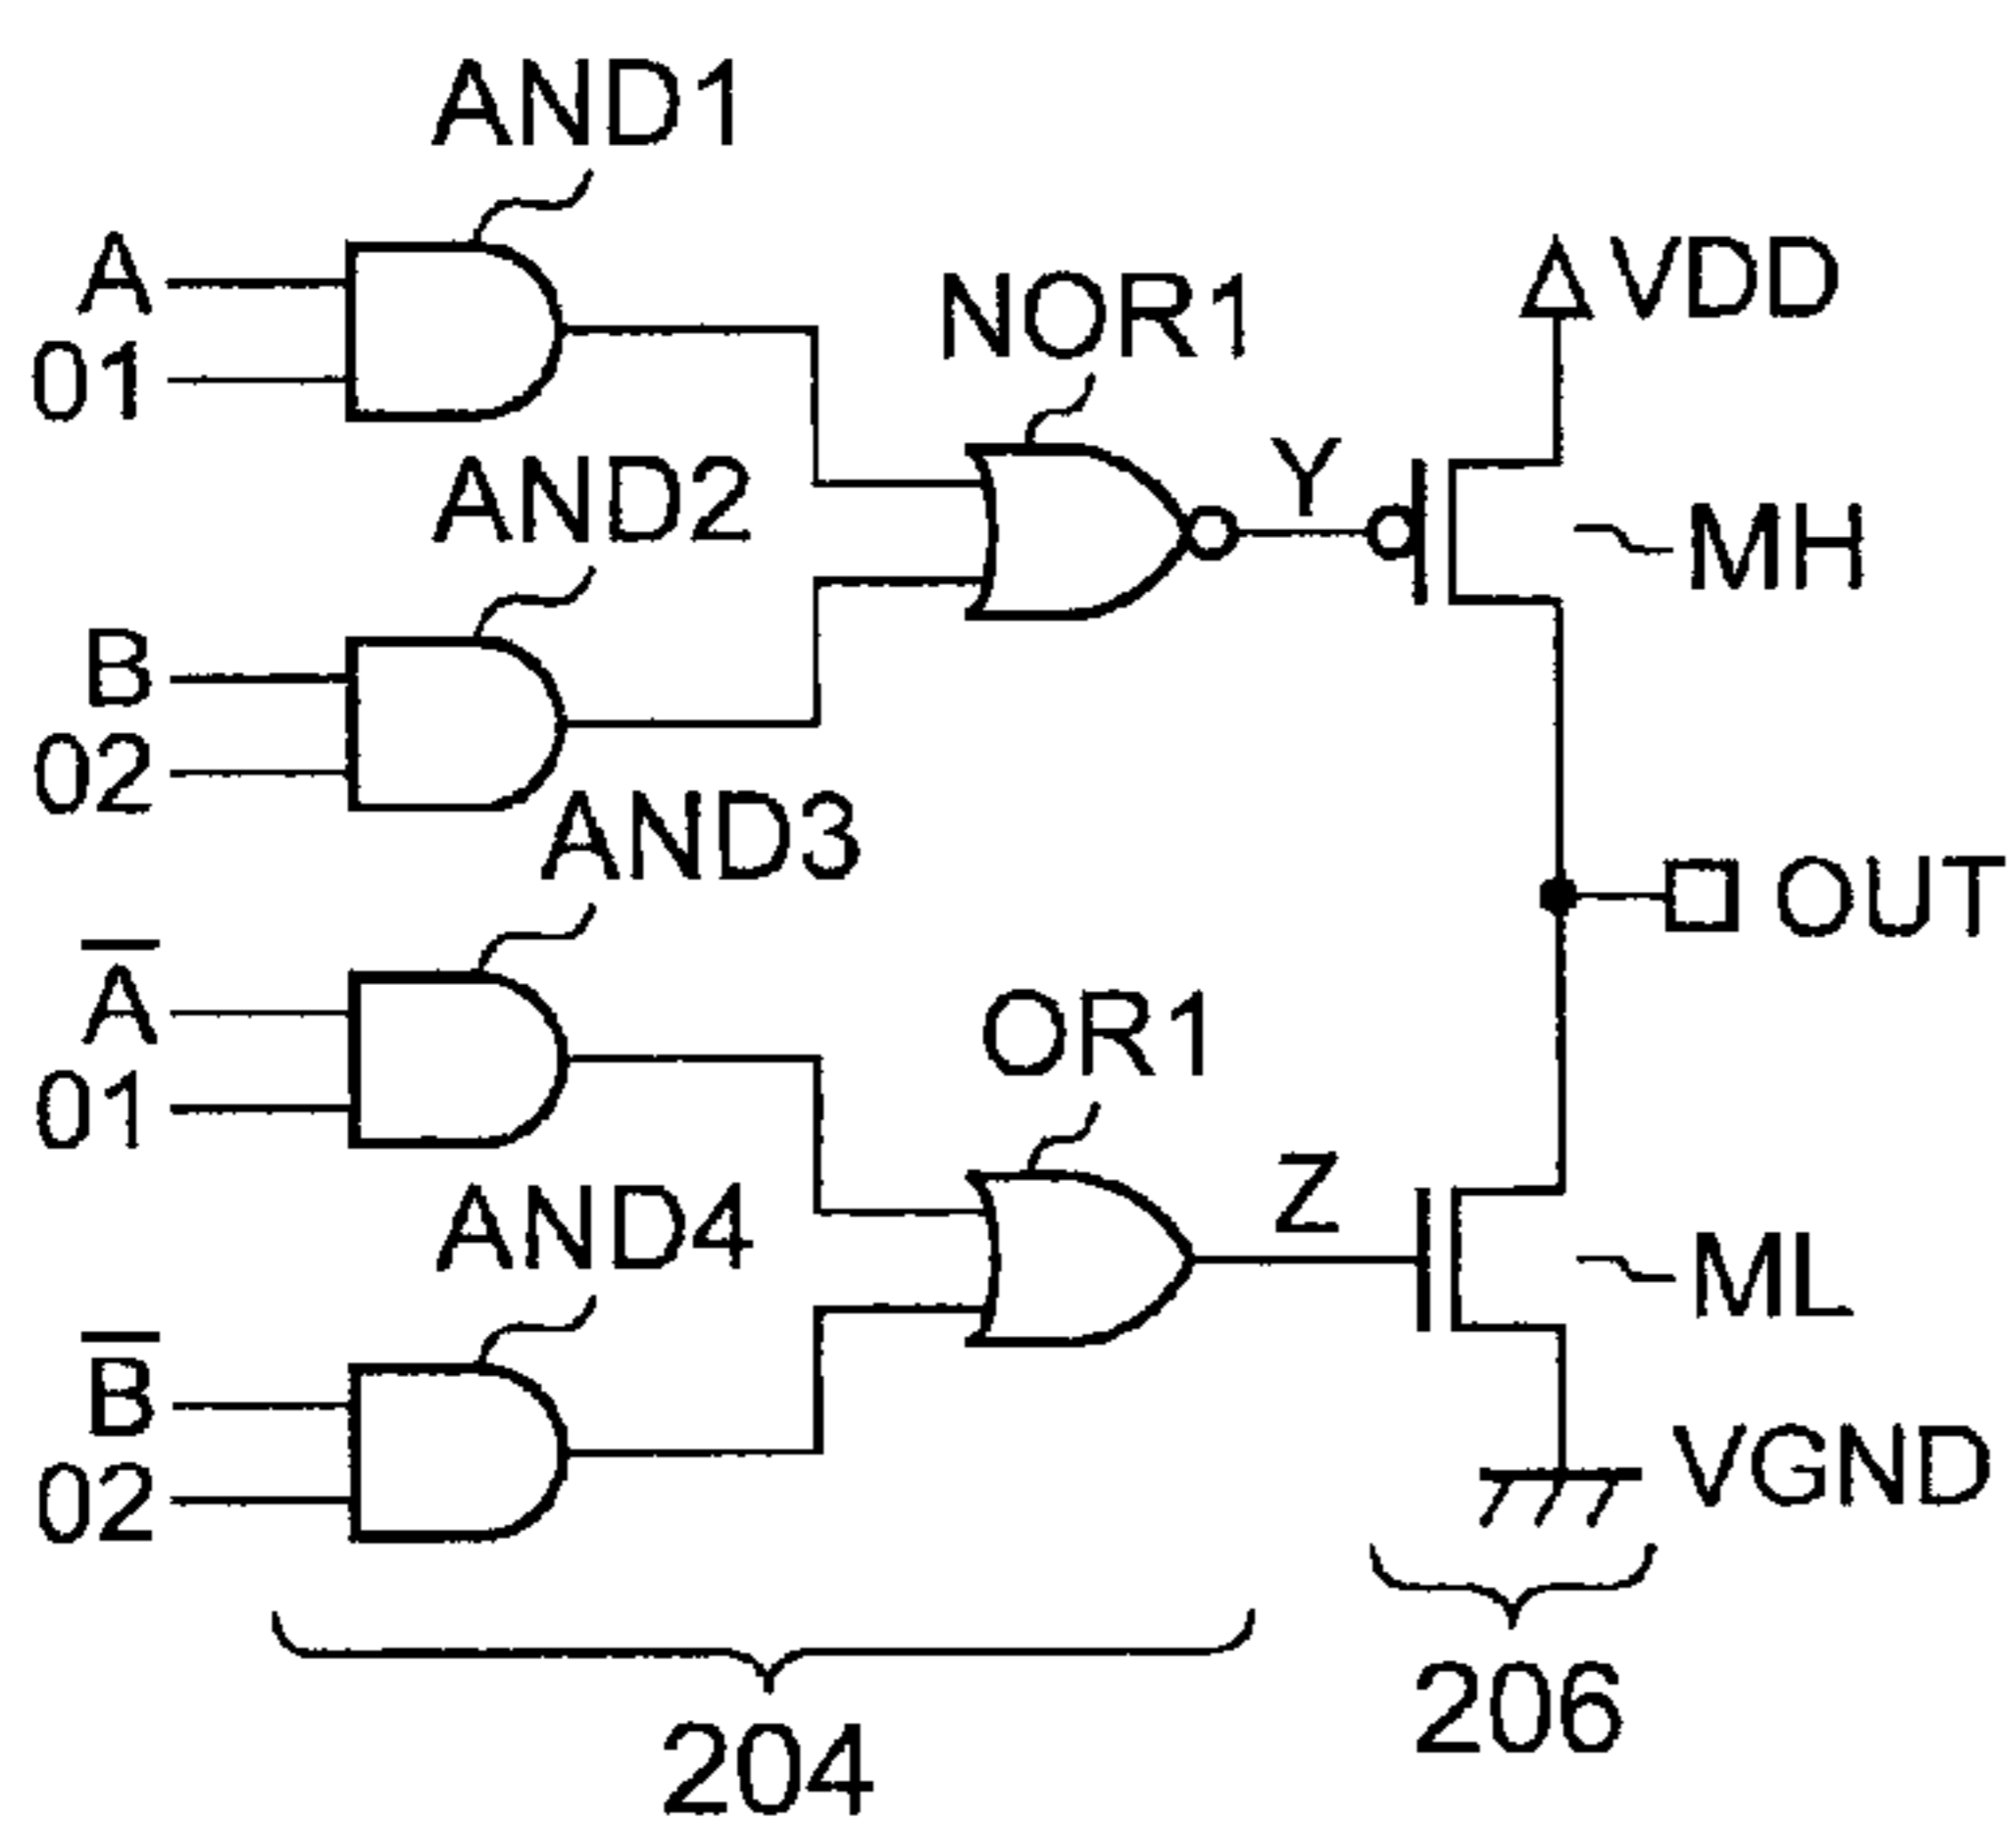 AND1
A
01
NOR1
VDD
AND2
Y
MH
B
02
AND3
OUT
A̅
01
OR1
AND4
Z
ML
B̅
02
VGND
204
206